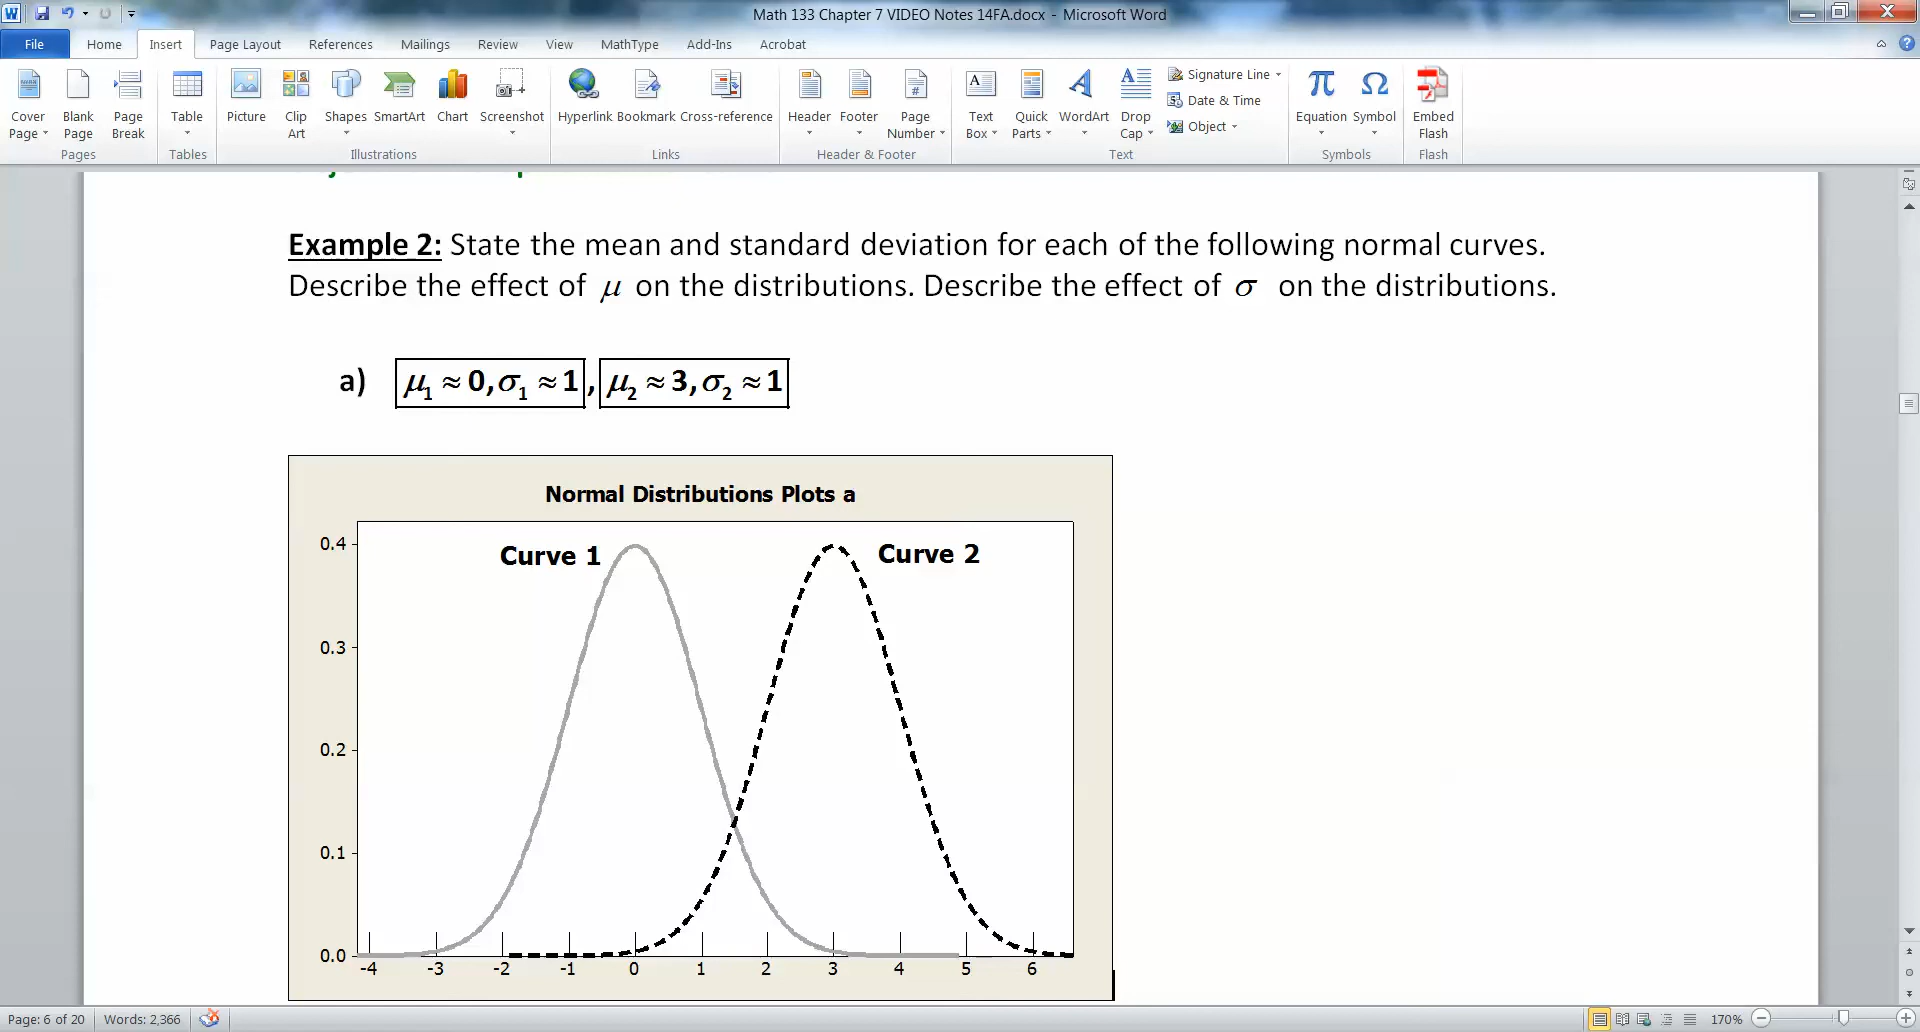 Math 133 Chapter 7 VIDEO Notes 14FA.docx - Microsoft Word
File Home Insert Page Layout References Mailings Review View MathType Add-Ins Acrobat
Cover Page
Blank Page
Page Break
Pages
Table
Tables
Picture
Clip Art
Shapes
SmartArt
Chart
Screenshot
Illustrations
Hyperlink
Bookmark
Cross-reference
Links
Header
Footer
Page Number
Header & Footer
Text Box
Quick Parts
WordArt
Drop Cap
Signature Line
Date & Time
Object
Text
π Equation
Ω Symbol
Symbols
Embed Flash
Flash
Example 2: State the mean and standard deviation for each of the following normal curves.
Describe the effect of μ on the distributions. Describe the effect of σ on the distributions.
a) μ₁ ≈ 0, σ₁ ≈ 1 , μ₂ ≈ 3, σ₂ ≈ 1
Normal Distributions Plots a
Curve 1
Curve 2
0.4
0.3
0.2
0.1
0.0
-4 -3 -2 -1 0 1 2 3 4 5 6
Page: 6 of 20 Words: 2,366 170%